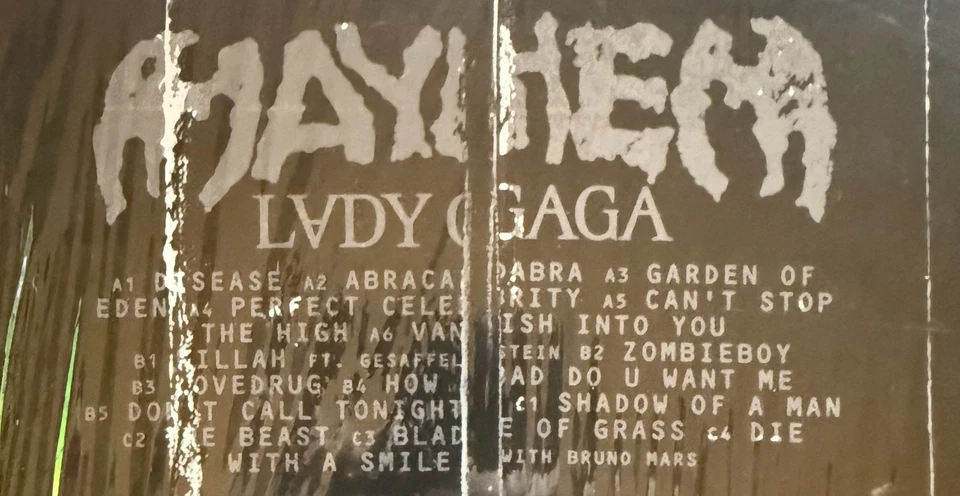 MAYHEM
LADY GAGA
A1 DISEASE A2 ABRACADABRA A3 GARDEN OF
EDEN A4 PERFECT CELEBRITY A5 CAN'T STOP
THE HIGH A6 VANISH INTO YOU
B1 KILLAH FT. GESAFFELSTEIN B2 ZOMBIEBOY
B3 LOVEDRUG B4 HOW BAD DO U WANT ME
B5 DON'T CALL TONIGHT C1 SHADOW OF A MAN
C2 THE BEAST C3 BLADE OF GRASS C4 DIE
WITH A SMILE WITH BRUNO MARS